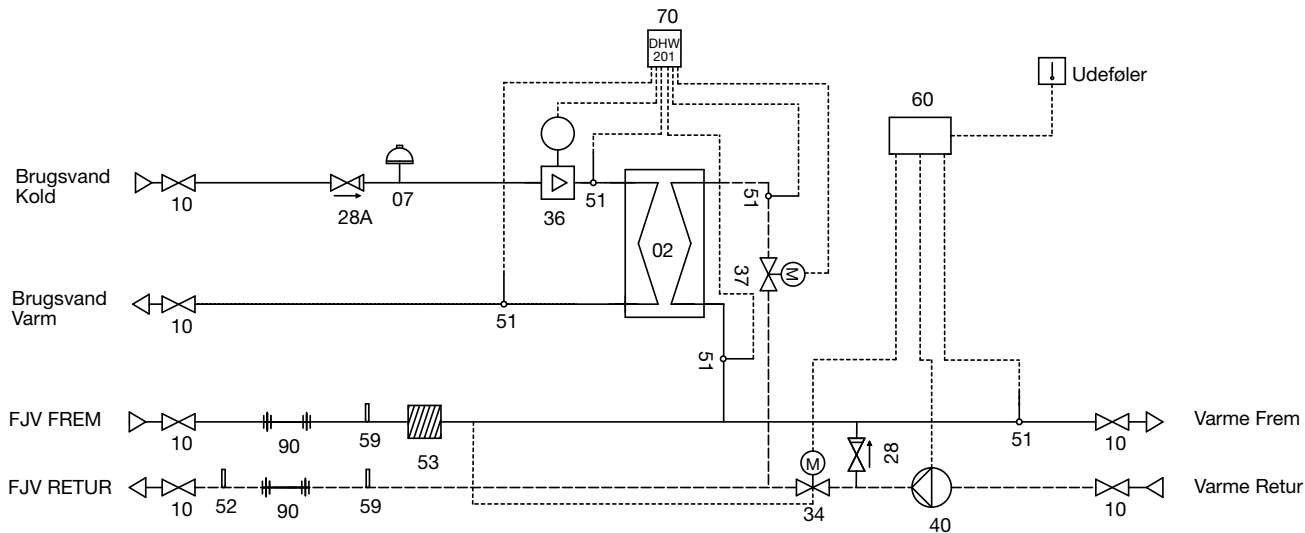 70
DHW
201
Udeføler
60
Brugsvand
Kold
10
28A
07
36
51
51
02
37
M
Brugsvand
Varm
10
51
51
FJV FREM
10
90
59
53
M
28
51
10
Varme Frem
FJV RETUR
10
52
90
59
34
40
10
Varme Retur